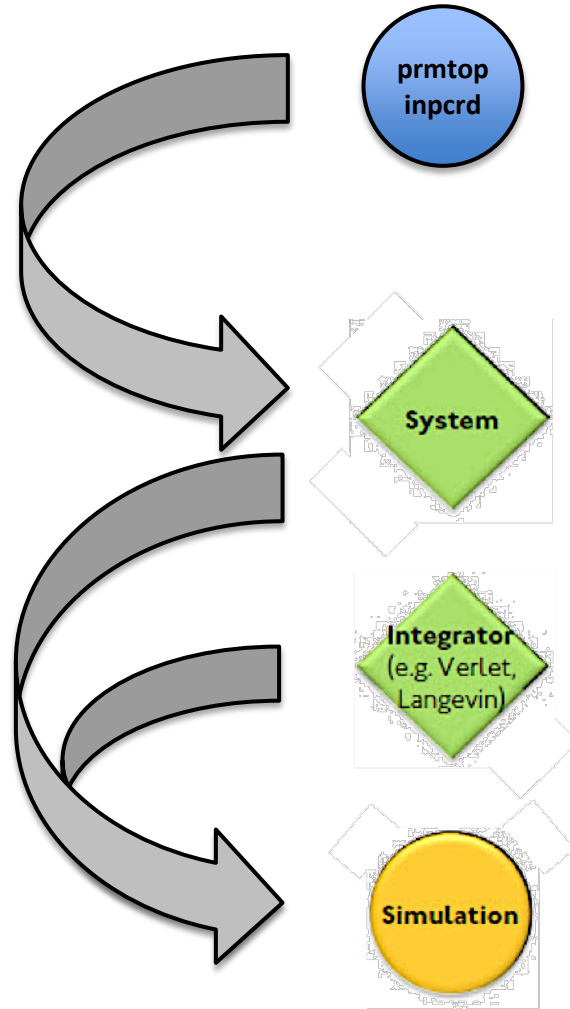 prmtop
inpcrd
System
Integrator
(e.g. Verlet,
Langevin)
Simulation